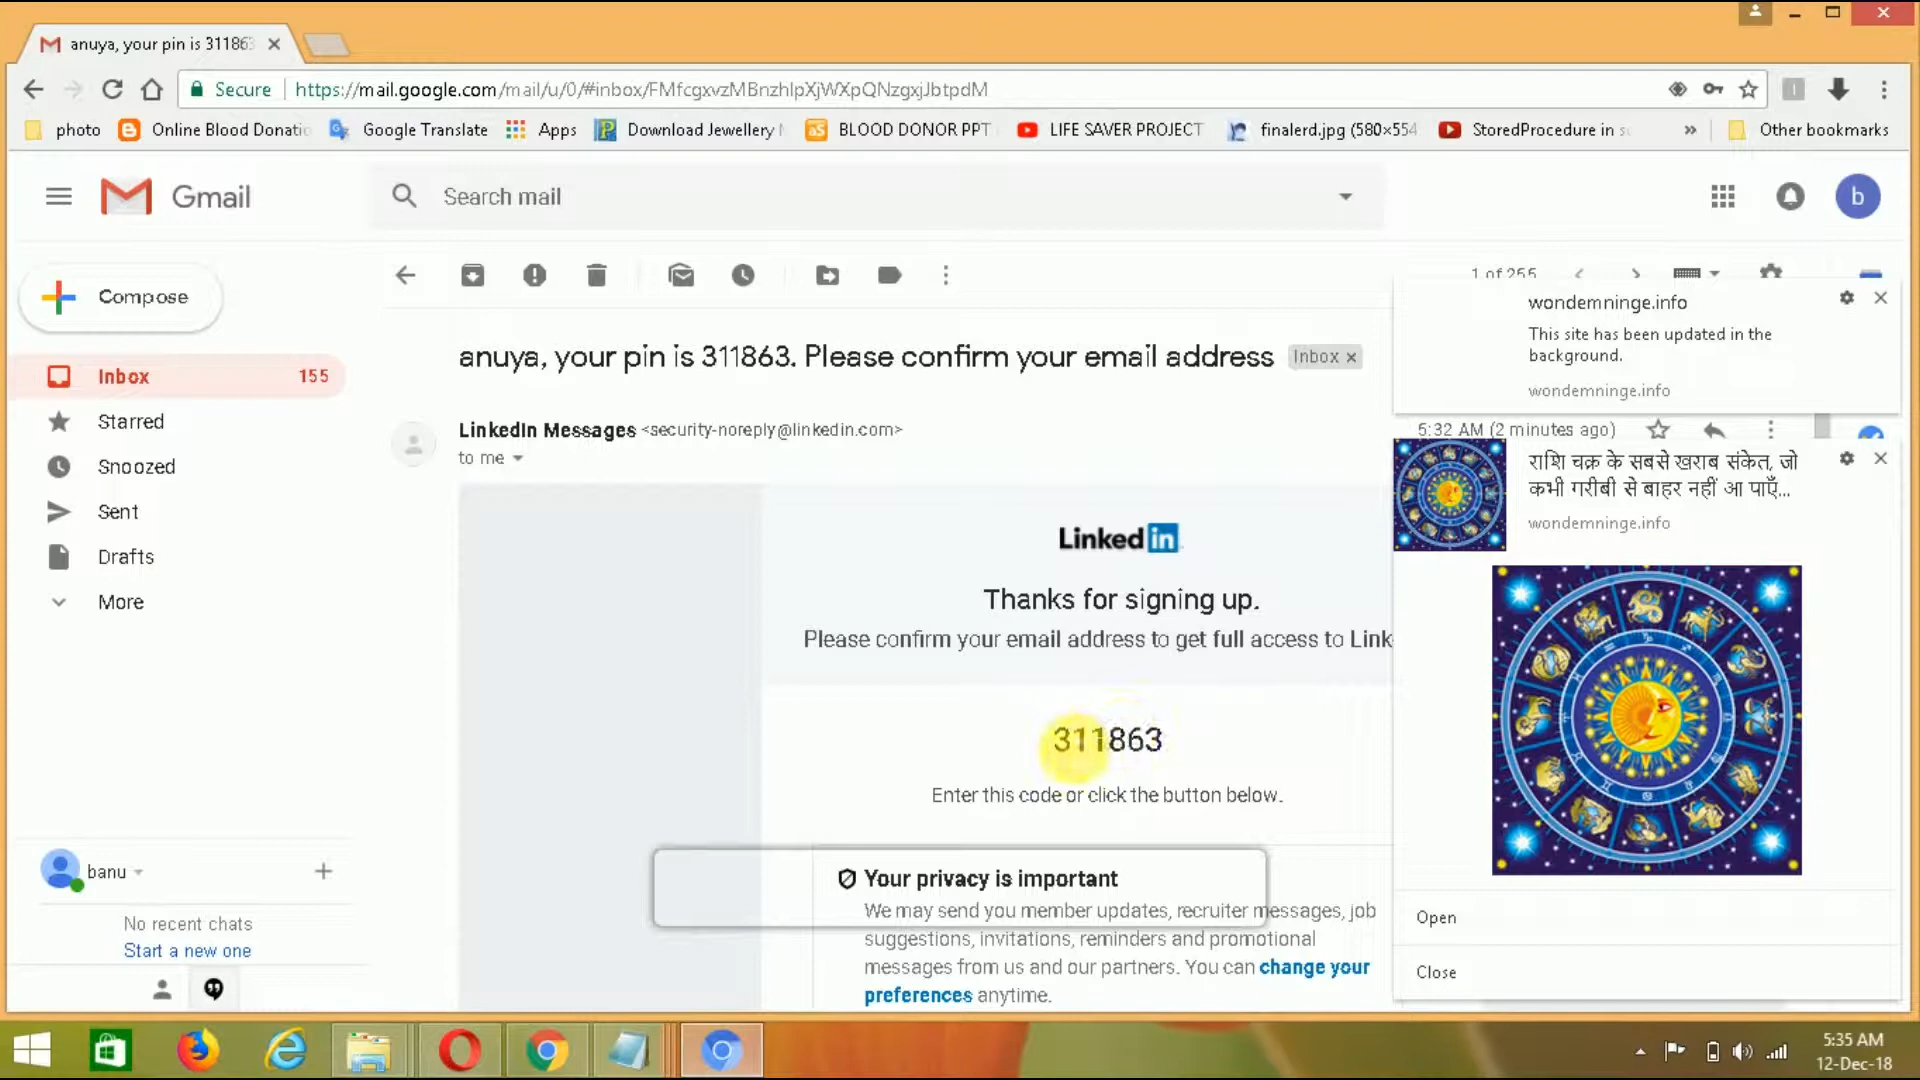 anuya, your pin is 311863
Secure
https://mail.google.com/mail/u/0/#inbox/FMfcgxvzMBnzhlpXjWXpQNzgxjJbtpdM
photo
Online Blood Donatio
Google Translate
Apps
Download Jewellery
BLOOD DONOR PPT
LIFE SAVER PROJECT
finalerd.jpg (580×554
StoredProcedure in s
»
Other bookmarks
Gmail
Search mail
b
Compose
1 of 255
Inbox 155
Starred
Snoozed
Sent
Drafts
More
anuya, your pin is 311863. Please confirm your email address
Inbox ×
LinkedIn Messages <security-noreply@linkedin.com>
5:32 AM (2 minutes ago)
to me
LinkedIn
Thanks for signing up.
Please confirm your email address to get full access to Link
311863
Enter this code or click the button below.
Your privacy is important
We may send you member updates, recruiter messages, job
suggestions, invitations, reminders and promotional
messages from us and our partners. You can change your
preferences anytime.
wondemninge.info
This site has been updated in the
background.
wondemninge.info
राशि चक्र के सबसे खराब संकेत, जो
कभी गरीबी से बाहर नहीं आ पाएँ...
wondemninge.info
Open
Close
banu
No recent chats
Start a new one
5:35 AM
12-Dec-18